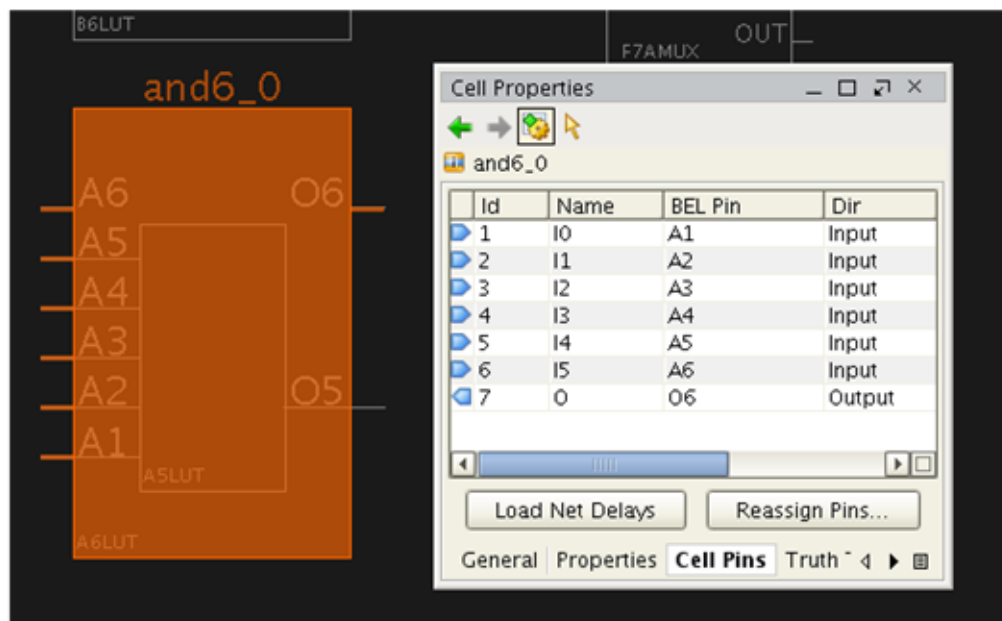 B6LUT
OUT
F7AMUX
and6_0
A6 O6
A5
A4
A3
A2 O5
A1
A5LUT
A6LUT
Cell Properties
and6_0
Id Name BEL Pin Dir
1 I0 A1 Input
2 I1 A2 Input
3 I2 A3 Input
4 I3 A4 Input
5 I4 A5 Input
6 I5 A6 Input
7 O O6 Output
Load Net Delays Reassign Pins...
General Properties Cell Pins Truth